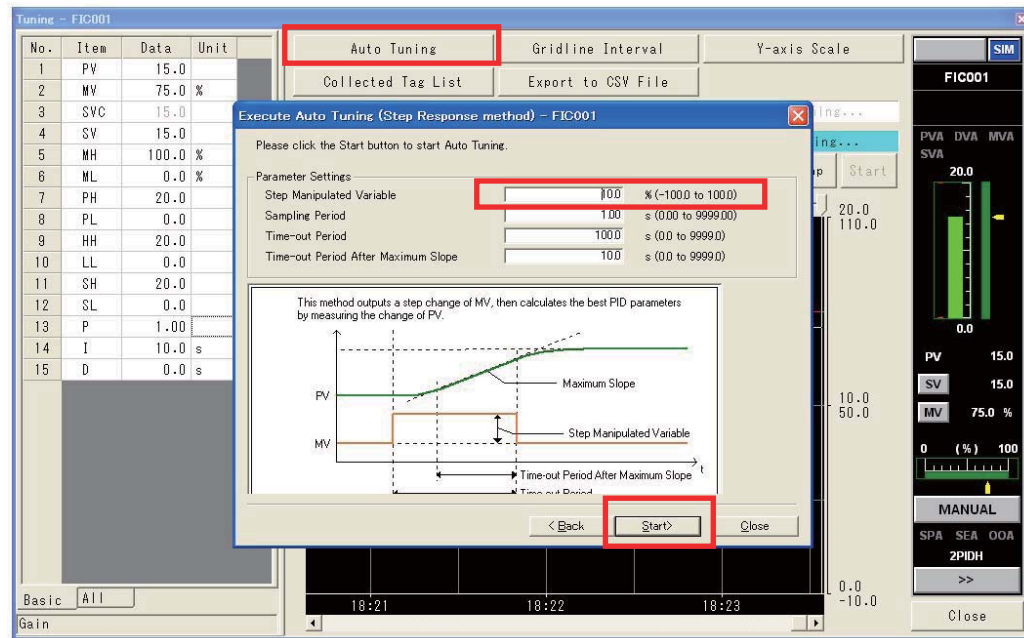 Tuning - FIC001
No. Item Data Unit
1 PV 15.0
2 MV 75.0 %
3 SVC 15.0
4 SV 15.0
5 MH 100.0 %
6 ML 0.0 %
7 PH 20.0
8 PL 0.0
9 HH 20.0
10 LL 0.0
11 SH 20.0
12 SL 0.0
13 P 1.00
14 I 10.0 s
15 D 0.0 s
Basic All
Gain
Auto Tuning Gridline Interval Y-axis Scale
Collected Tag List Export to CSV File
ing...
ing...
p Start
Execute Auto Tuning (Step Response method) - FIC001
Please click the Start button to start Auto Tuning.
Parameter Settings
Step Manipulated Variable 10.0 % (-100.0 to 100.0)
Sampling Period 1.00 s (0.00 to 9999.00)
Time-out Period 100.0 s (0.0 to 9999.0)
Time-out Period After Maximum Slope 10.0 s (0.0 to 9999.0)
This method outputs a step change of MV, then calculates the best PID parameters
by measuring the change of PV.
PV
Maximum Slope
MV
Step Manipulated Variable
t
Time-out Period After Maximum Slope
Time-out Period
< Back Start> Close
20.0
110.0
10.0
50.0
0.0
-10.0
18:21 18:22 18:23
SIM
FIC001
PVA DVA MVA
SVA
20.0
0.0
PV 15.0
SV 15.0
MV 75.0 %
0 (%) 100
MANUAL
SPA SEA OOA
2PIDH
>>
Close